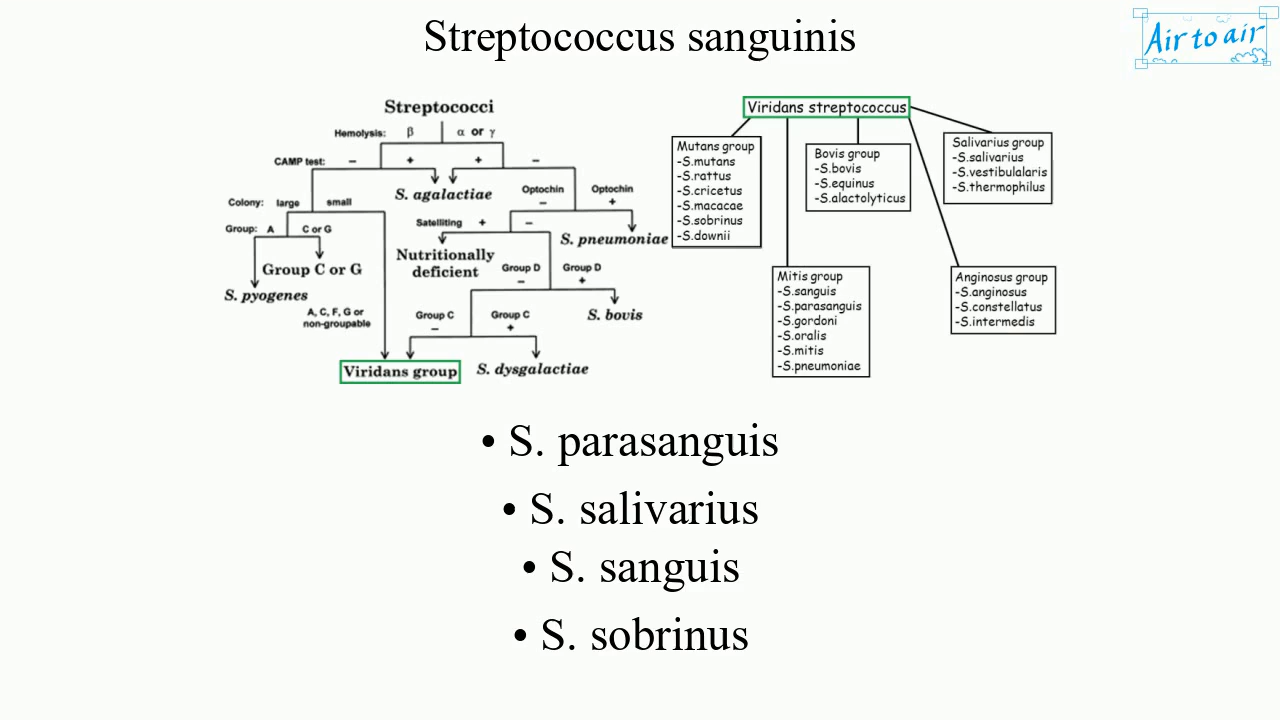 Streptococcus sanguinis
Air to air
Streptococci
Hemolysis: β α or γ
CAMP test: – + + –
S. agalactiae
Optochin – Optochin +
Colony: large small
Satelliting + –
S. pneumoniae
Group: A C or G
Nutritionally
deficient
Group D – Group D +
Group C or G
S. pyogenes
A, C, F, G or
non-groupable
Group C – Group C +
S. bovis
Viridans group
S. dysgalactiae
Viridans streptococcus
Mutans group
-S.mutans
-S.rattus
-S.cricetus
-S.macacae
-S.sobrinus
-S.downii
Bovis group
-S.bovis
-S.equinus
-S.alactolyticus
Salivarius group
-S.salivarius
-S.vestibularis
-S.thermophilus
Mitis group
-S.sanguis
-S.parasanguis
-S.gordoni
-S.oralis
-S.mitis
-S.pneumoniae
Anginosus group
-S.anginosus
-S.constellatus
-S.intermedis
• S. parasanguis
• S. salivarius
• S. sanguis
• S. sobrinus